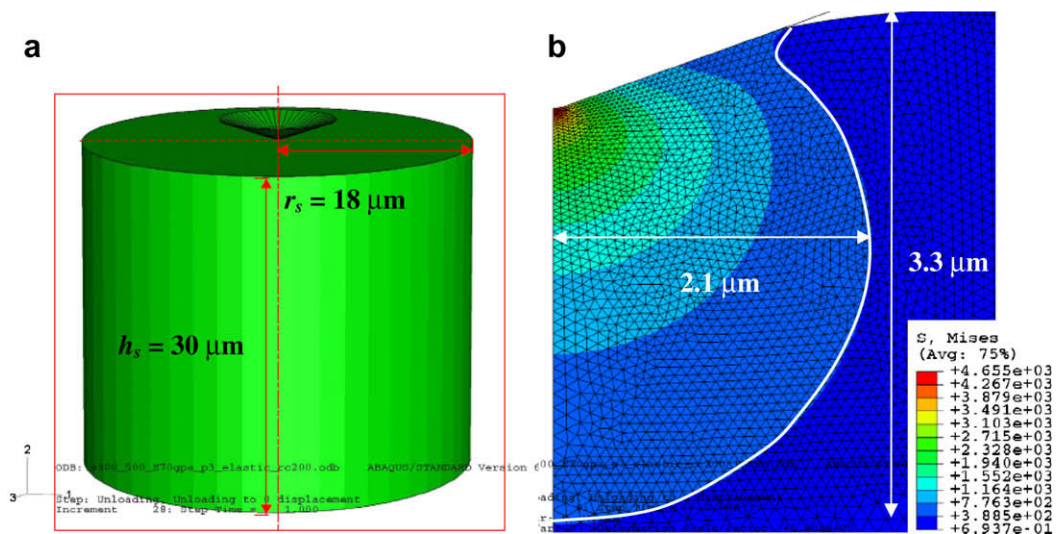 a
b
r_s = 18 μm
h_s = 30 μm
2.1 μm
3.3 μm
S, Mises
(Avg: 75%)
+4.655e+03
+4.267e+03
+3.879e+03
+3.491e+03
+3.103e+03
+2.715e+03
+2.328e+03
+1.940e+03
+1.552e+03
+1.164e+03
+7.763e+02
+3.885e+02
+6.937e-01
2
3
1
ODB: 500_E70gpa_p3_elastic_rc200.odb ABAQUS/STANDARD Version
Step: Unloading, Unloading to 0 displacement
Increment 28: Step Time = 1.000